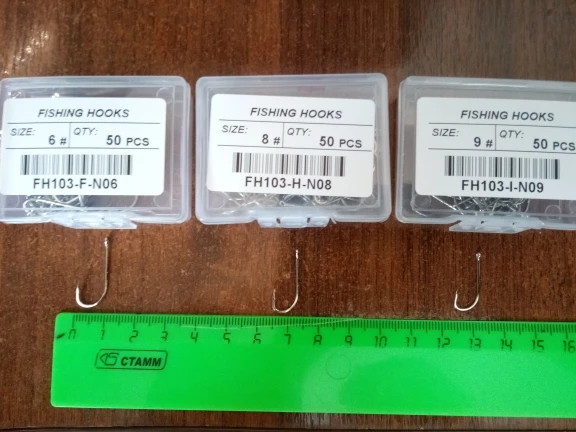 FISHING HOOKS
SIZE: 6 # QTY: 50 PCS
FH103-F-N06
FISHING HOOKS
SIZE: 8 # QTY: 50 PCS
FH103-H-N08
FISHING HOOKS
SIZE: 9 # QTY: 50 PCS
FH103-I-N09
0 1 2 3 4 5 6 7 8 9 10 11 12 13 14 15 16
СТАММ